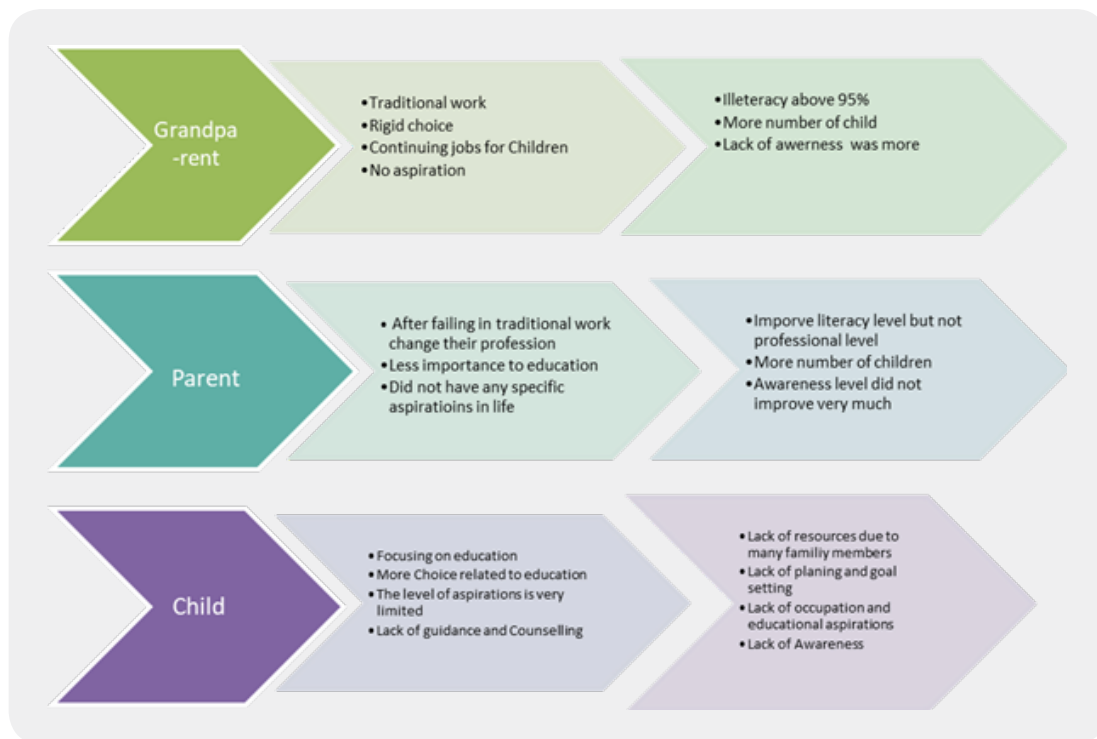 Grandpa
-rent
•Traditional work
•Rigid choice
•Continuing jobs for Children
•No aspiration
•Illeteracy above 95%
•More number of child
•Lack of awerness was more
Parent
• After failing in traditional work
change their profession
•Less importance to education
•Did not have any specific
aspiratioins in life
•Imporve literacy level but not
professional level
•More number of children
•Awareness level did not
improve very much
Child
• Focusing on education
• More Choice related to education
• The level of aspirations is very
limited
• Lack of guidance and Counselling
• Lack of resources due to
many familiy members
• Lack of planing and goal
setting
• Lack of occupation and
educational aspirations
• Lack of Awareness